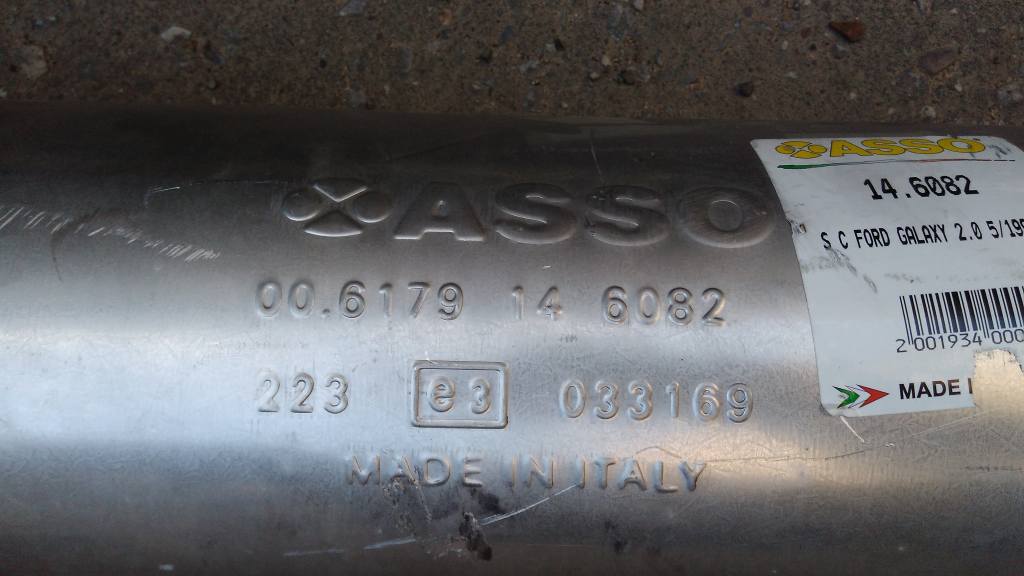 ASSO
00.6179 14 6082
223 e3 033169
MADE IN ITALY
ASSO
14.6082
S C FORD GALAXY 2.0 5/199
2 001934 000
MADE I